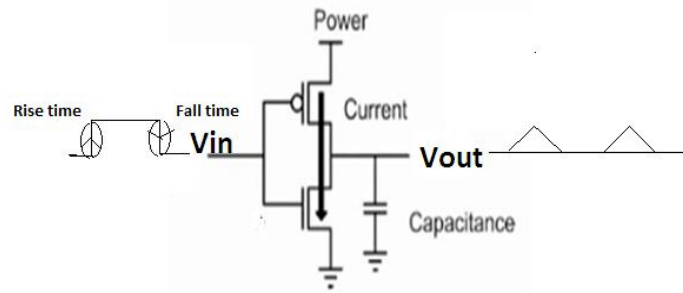 Power
Rise time
Fall time
Current
Vin
Vout
Capacitance